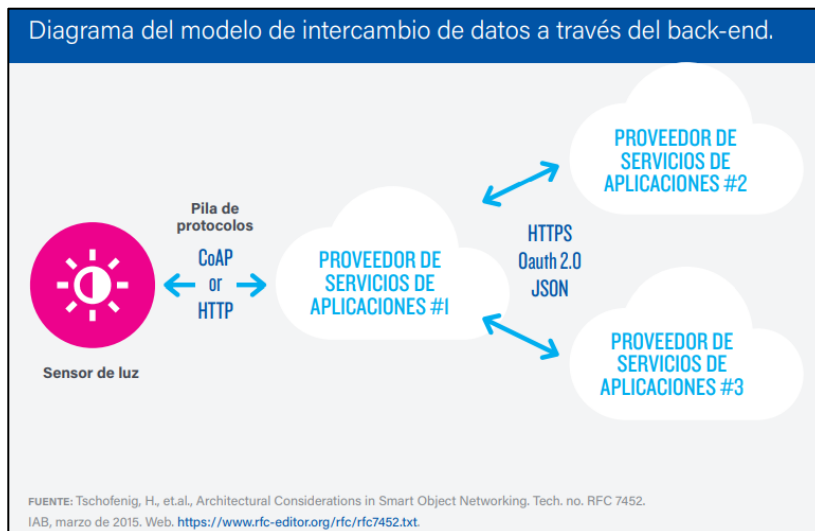 Diagrama del modelo de intercambio de datos a través del back-end.
Pila de
protocolos
CoAP
or
HTTP
Sensor de luz
PROVEEDOR DE
SERVICIOS DE
APLICACIONES #1
HTTPS
Oauth 2.0
JSON
PROVEEDOR DE
SERVICIOS DE
APLICACIONES #2
PROVEEDOR DE
SERVICIOS DE
APLICACIONES #3
FUENTE: Tschofenig, H., et.al., Architectural Considerations in Smart Object Networking. Tech. no. RFC 7452.
IAB, marzo de 2015. Web. https://www.rfc-editor.org/rfc/rfc7452.txt.